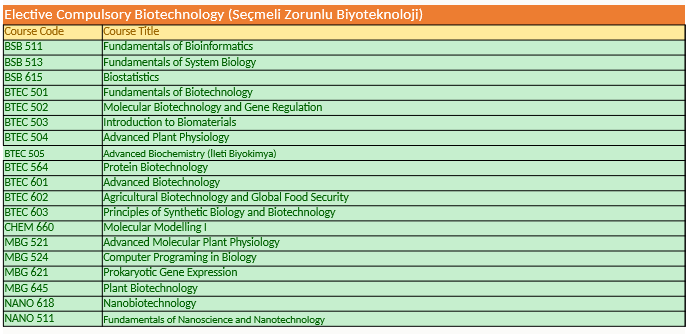 Elective Compulsory Biotechnology (Seçmeli Zorunlu Biyoteknoloji)
Course Code Course Title
BSB 511 Fundamentals of Bioinformatics
BSB 513 Fundamentals of System Biology
BSB 615 Biostatistics
BTEC 501 Fundamentals of Biotechnology
BTEC 502 Molecular Biotechnology and Gene Regulation
BTEC 503 Introduction to Biomaterials
BTEC 504 Advanced Plant Physiology
BTEC 505 Advanced Biochemistry (İleti Biyokimya)
BTEC 564 Protein Biotechnology
BTEC 601 Advanced Biotechnology
BTEC 602 Agricultural Biotechnology and Global Food Security
BTEC 603 Principles of Synthetic Biology and Biotechnology
CHEM 660 Molecular Modelling I
MBG 521 Advanced Molecular Plant Physiology
MBG 524 Computer Programing in Biology
MBG 621 Prokaryotic Gene Expression
MBG 645 Plant Biotechnology
NANO 618 Nanobiotechnology
NANO 511 Fundamentals of Nanoscience and Nanotechnology